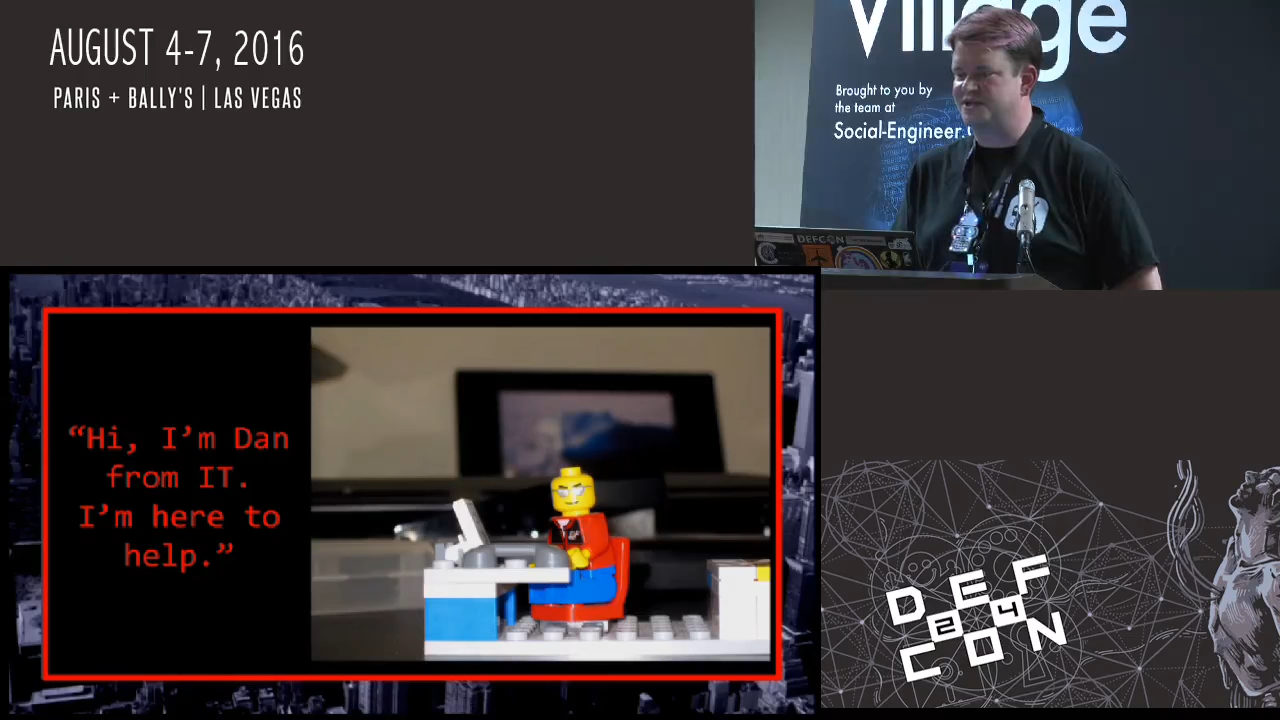 AUGUST 4-7, 2016
PARIS + BALLY'S | LAS VEGAS
Village
Brought to you by
the team at
Social-Engineer.
DEFCON
“Hi, I’m Dan
from IT.
I’m here to
help.”
DEF
24
CON